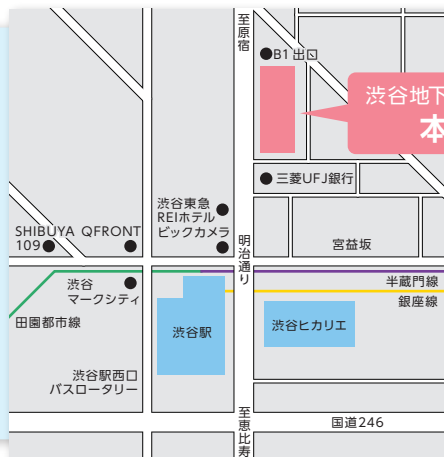 至原宿
B1 出口
渋谷地下
本
三菱UFJ銀行
渋谷東急
REIホテル
ビックカメラ
SHIBUYA QFRONT
109
明治通り
宮益坂
渋谷
マークシティ
半蔵門線
銀座線
田園都市線
渋谷駅
渋谷ヒカリエ
渋谷駅西口
バスロータリー
至恵比寿
国道246